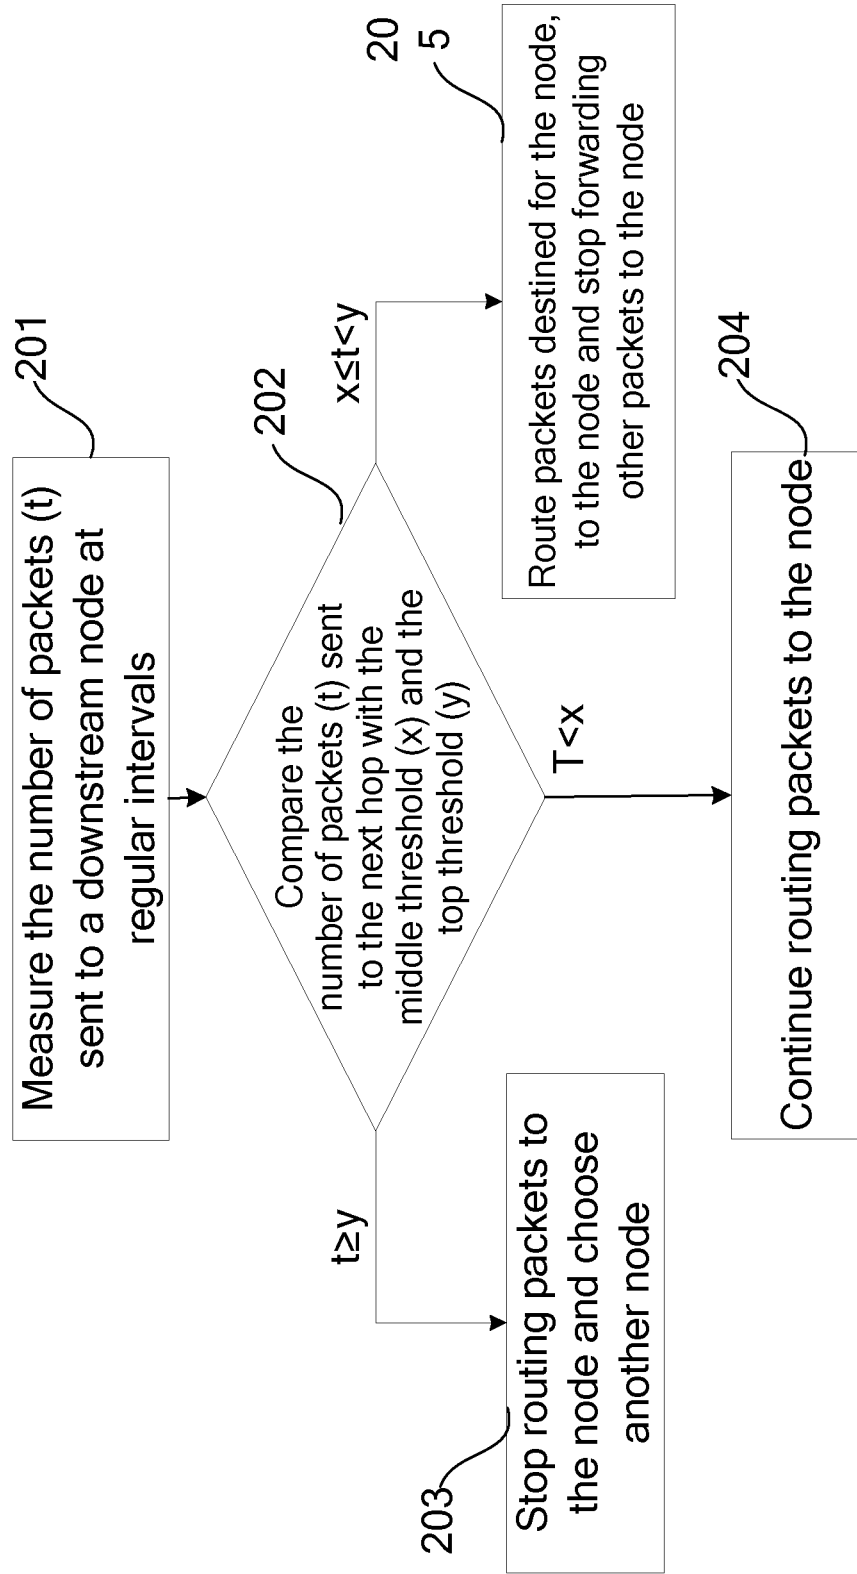 201
Measure the number of packets (t)
sent to a downstream node at
regular intervals
202
Compare the
number of packets (t) sent
to the next hop with the
middle threshold (x) and the
top threshold (y)
t≥y
x≤t<y
T<x
203
Stop routing packets to
the node and choose
another node
20
5
Route packets destined for the node,
to the node and stop forwarding
other packets to the node
204
Continue routing packets to the node